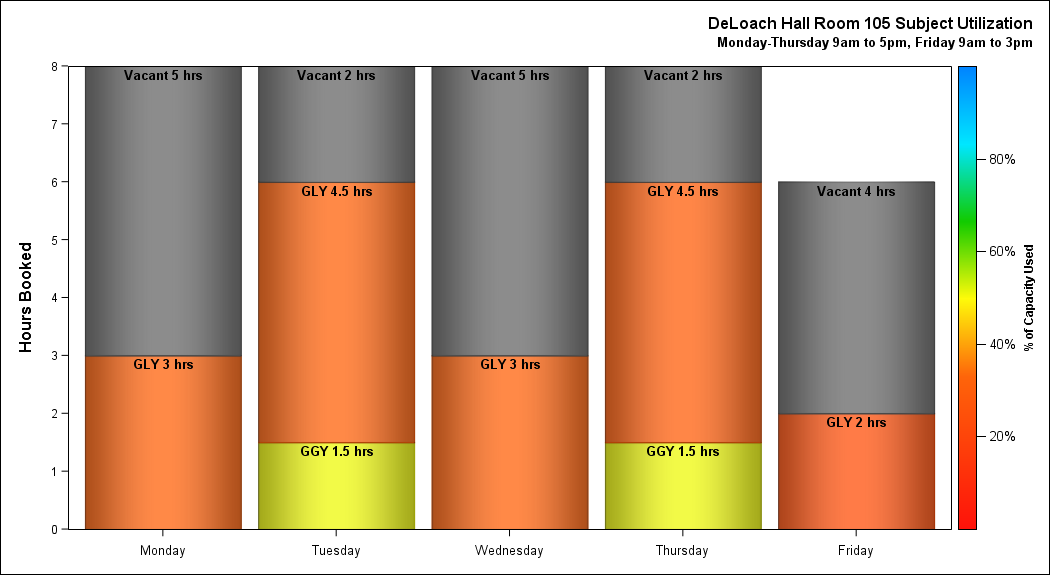 DeLoach Hall Room 105 Subject Utilization
Monday-Thursday 9am to 5pm, Friday 9am to 3pm
Hours Booked
8
7
6
5
4
3
2
1
0
Vacant 5 hrs
GLY 3 hrs
Vacant 2 hrs
GLY 4.5 hrs
GGY 1.5 hrs
Vacant 5 hrs
GLY 3 hrs
Vacant 2 hrs
GLY 4.5 hrs
GGY 1.5 hrs
Vacant 4 hrs
GLY 2 hrs
Monday
Tuesday
Wednesday
Thursday
Friday
80%
60%
40%
20%
% of Capacity Used